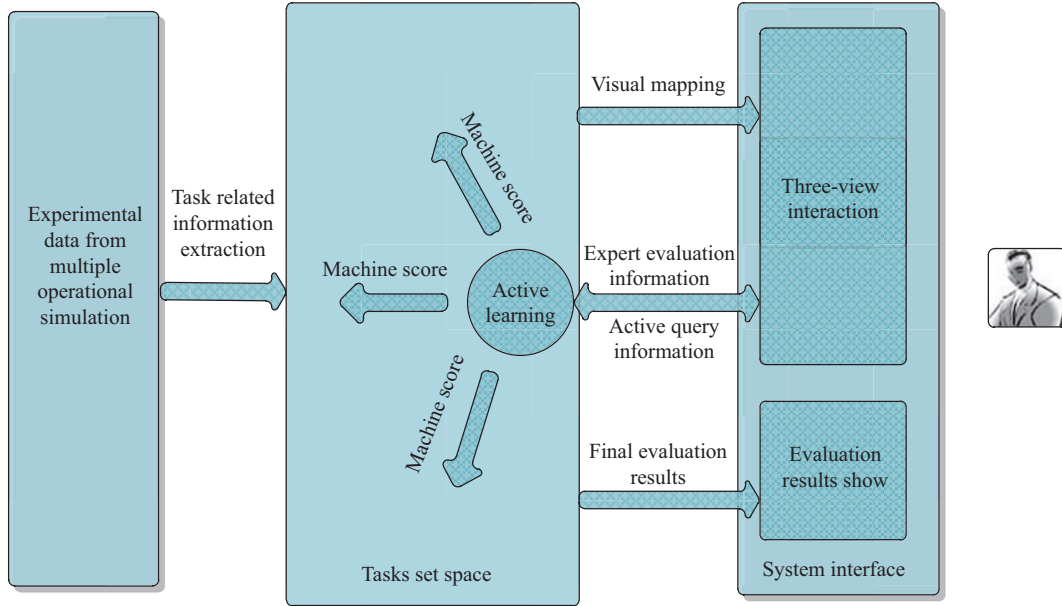 Experimental
data from
multiple
operational
simulation
Task related
information
extraction
Machine score
Machine score
Machine score
Active
learning
Tasks set space
Visual mapping
Expert evaluation
information
Active query
information
Final evaluation
results
Three-view
interaction
Evaluation
results show
System interface